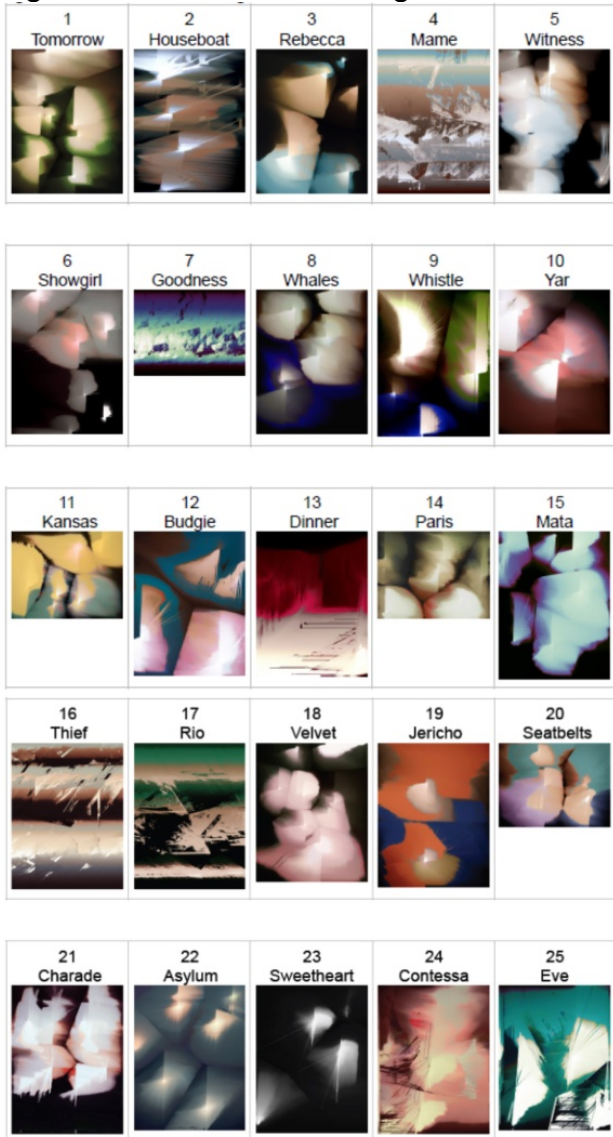 1 2 3 4 5
Tomorrow Houseboat Rebecca Mame Witness
6 7 8 9 10
Showgirl Goodness Whales Whistle Yar
11 12 13 14 15
Kansas Budgie Dinner Paris Mata
16 17 18 19 20
Thief Rio Velvet Jericho Seatbelts
21 22 23 24 25
Charade Asylum Sweetheart Contessa Eve